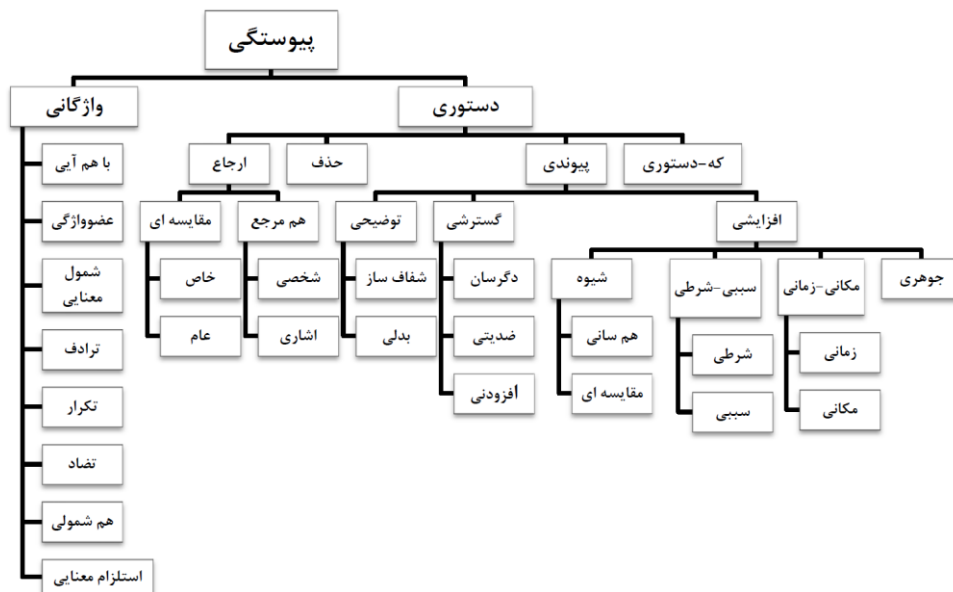 پیوستگی
دستوری
واژگانی
که-دستوری
پیوندی
حذف
ارجاع
با هم آیی
عضوواژگی
شمول
معنایی
ترادف
تکرار
تضاد
هم شمولی
استلزام معنایی
افزایشی
گسترشی
توضیحی
هم مرجع
مقایسه ای
جوهری
مکانی-زمانی
سببی-شرطی
شیوه
دگرسان
شفاف ساز
شخصی
خاص
زمانی
شرطی
هم سانی
ضدیتی
بدلی
اشاری
عام
مکانی
سببی
مقایسه ای
افزودنی